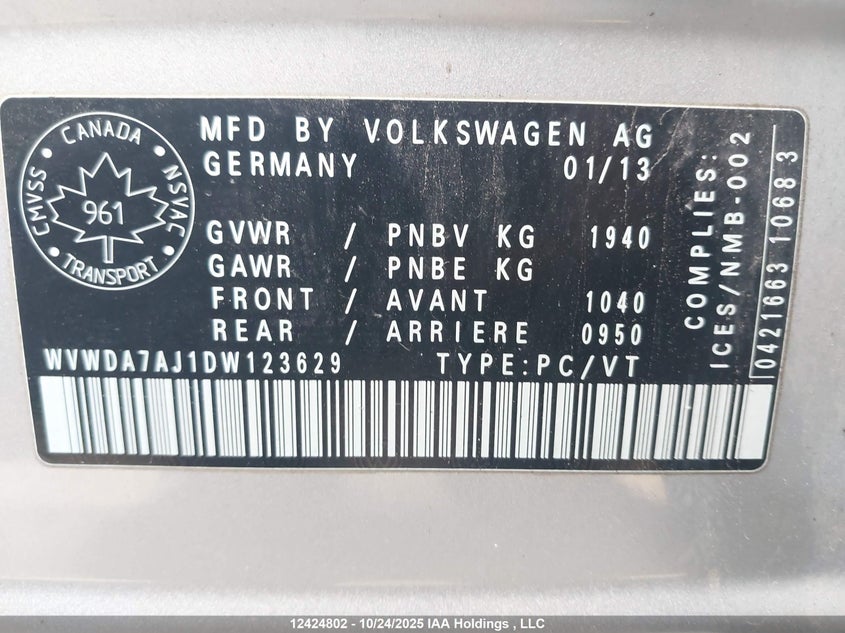 CANADA
CMVSS
NSVAC
961
TRANSPORT
MFD BY VOLKSWAGEN AG
GERMANY 01/13
GVWR / PNBV KG 1940
GAWR / PNBE KG
FRONT / AVANT 1040
REAR / ARRIERE 0950
WVWDA7AJ1DW123629 TYPE:PC/VT
COMPLIES:
ICES/NMB-002
0421663 1068 3
12424802 - 10/24/2025 IAA Holdings , LLC